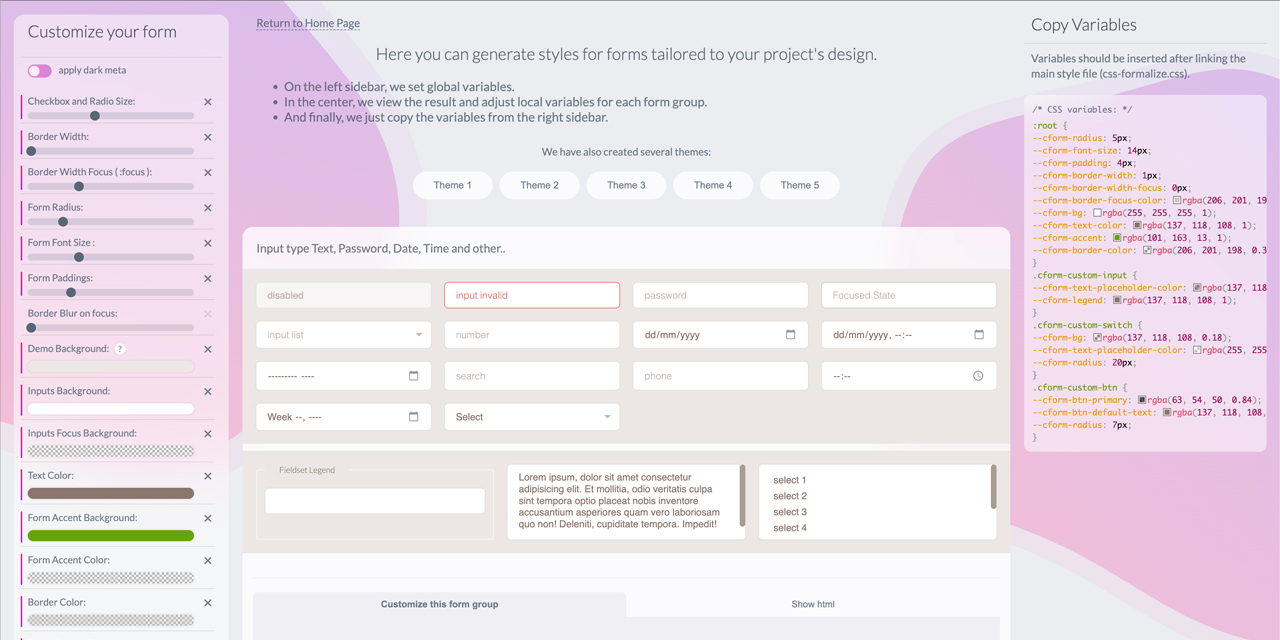 Customize your form
apply dark meta
Checkbox and Radio Size:
Border Width:
Border Width Focus ( :focus ):
Form Radius:
Form Font Size :
Form Paddings:
Border Blur on focus:
Demo Background: ?
Inputs Background:
Inputs Focus Background:
Text Color:
Form Accent Background:
Form Accent Color:
Border Color:
Return to Home Page
Here you can generate styles for forms tailored to your project's design.
• On the left sidebar, we set global variables.
• In the center, we view the result and adjust local variables for each form group.
• And finally, we just copy the variables from the right sidebar.
We have also created several themes:
Theme 1 Theme 2 Theme 3 Theme 4 Theme 5
Input type Text, Password, Date, Time and other..
disabled input invalid password Focused State
input list number dd/mm/yyyy dd/mm/yyyy, --:--
--------- ---- search phone --:--
Week --, ---- Select
Fieldset Legend
Lorem ipsum, dolor sit amet consectetur
adipisicing elit. Et mollitia, odio veritatis culpa
sint tempora optio placeat nobis inventore
accusantium asperiores quam vero laboriosam
quo non! Deleniti, cupiditate tempora. Impedit!
select 1
select 2
select 3
select 4
Customize this form group Show html
Copy Variables
Variables should be inserted after linking the
main style file (css-formalize.css).
/* CSS variables: */
:root {
--cform-radius: 5px;
--cform-font-size: 14px;
--cform-padding: 4px;
--cform-border-width: 1px;
--cform-border-width-focus: 0px;
--cform-border-focus-color: rgba(206, 201, 19
--cform-bg: rgba(255, 255, 255, 1);
--cform-text-color: rgba(137, 118, 108, 1);
--cform-accent: rgba(101, 163, 13, 1);
--cform-border-color: rgba(206, 201, 198, 0.3
}
.cform-custom-input {
--cform-text-placeholder-color: rgba(137, 118
--cform-legend: rgba(137, 118, 108, 1);
}
.cform-custom-switch {
--cform-bg: rgba(137, 118, 108, 0.18);
--cform-text-placeholder-color: rgba(255, 255
--cform-radius: 20px;
}
.cform-custom-btn {
--cform-btn-primary: rgba(63, 54, 50, 0.84);
--cform-btn-default-text: rgba(137, 118, 108,
--cform-radius: 7px;
}